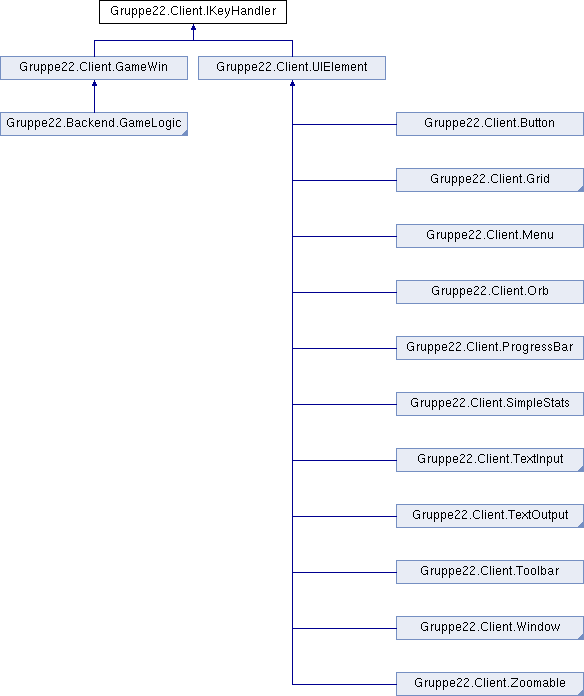 Gruppe22.Client.IKeyHandler
Gruppe22.Client.GameWin
Gruppe22.Client.UIElement
Gruppe22.Backend.GameLogic
Gruppe22.Client.Button
Gruppe22.Client.Grid
Gruppe22.Client.Menu
Gruppe22.Client.Orb
Gruppe22.Client.ProgressBar
Gruppe22.Client.SimpleStats
Gruppe22.Client.TextInput
Gruppe22.Client.TextOutput
Gruppe22.Client.Toolbar
Gruppe22.Client.Window
Gruppe22.Client.Zoomable